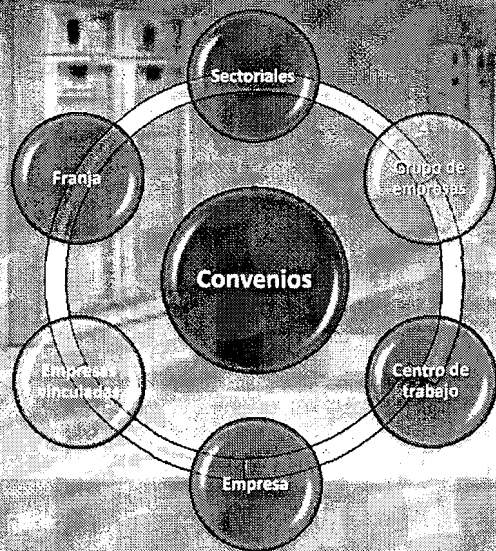 Sectoriales
Grupo de
empresas
Franja
Convenios
Empresas
vinculadas
Centro de
trabajo
Empresa